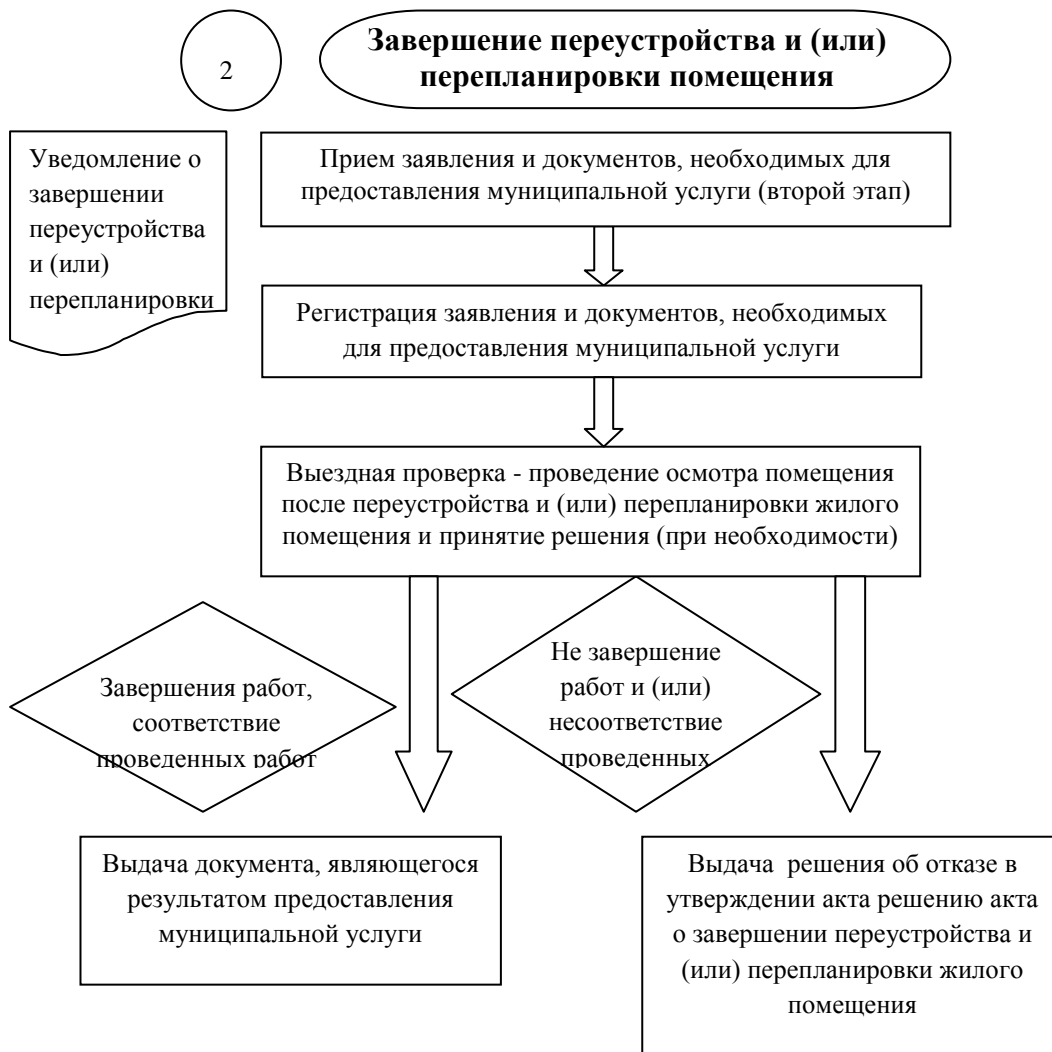 2
Завершение переустройства и (или)
перепланировки помещения
Уведомление о
завершении
переустройства
и (или)
перепланировки
Прием заявления и документов, необходимых для
предоставления муниципальной услуги (второй этап)
Регистрация заявления и документов, необходимых
для предоставления муниципальной услуги
Выездная проверка - проведение осмотра помещения
после переустройства и (или) перепланировки жилого
помещения и принятие решения (при необходимости)
Завершения работ,
соответствие
проведенных работ
Не завершение
работ и (или)
несоответствие
проведенных
Выдача документа, являющегося
результатом предоставления
муниципальной услуги
Выдача решения об отказе в
утверждении акта решению акта
о завершении переустройства и
(или) перепланировки жилого
помещения